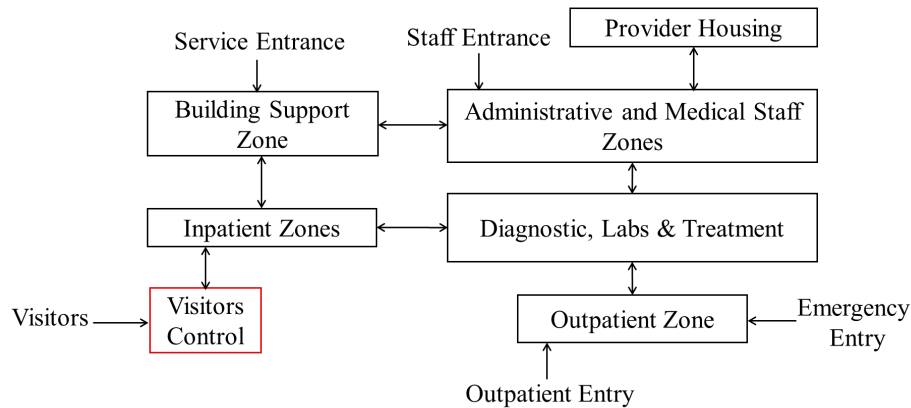 Provider Housing
Service Entrance
Staff Entrance
Building Support
Zone
Administrative and Medical Staff
Zones
Inpatient Zones
Diagnostic, Labs & Treatment
Visitors
Visitors
Control
Outpatient Zone
Emergency
Entry
Outpatient Entry